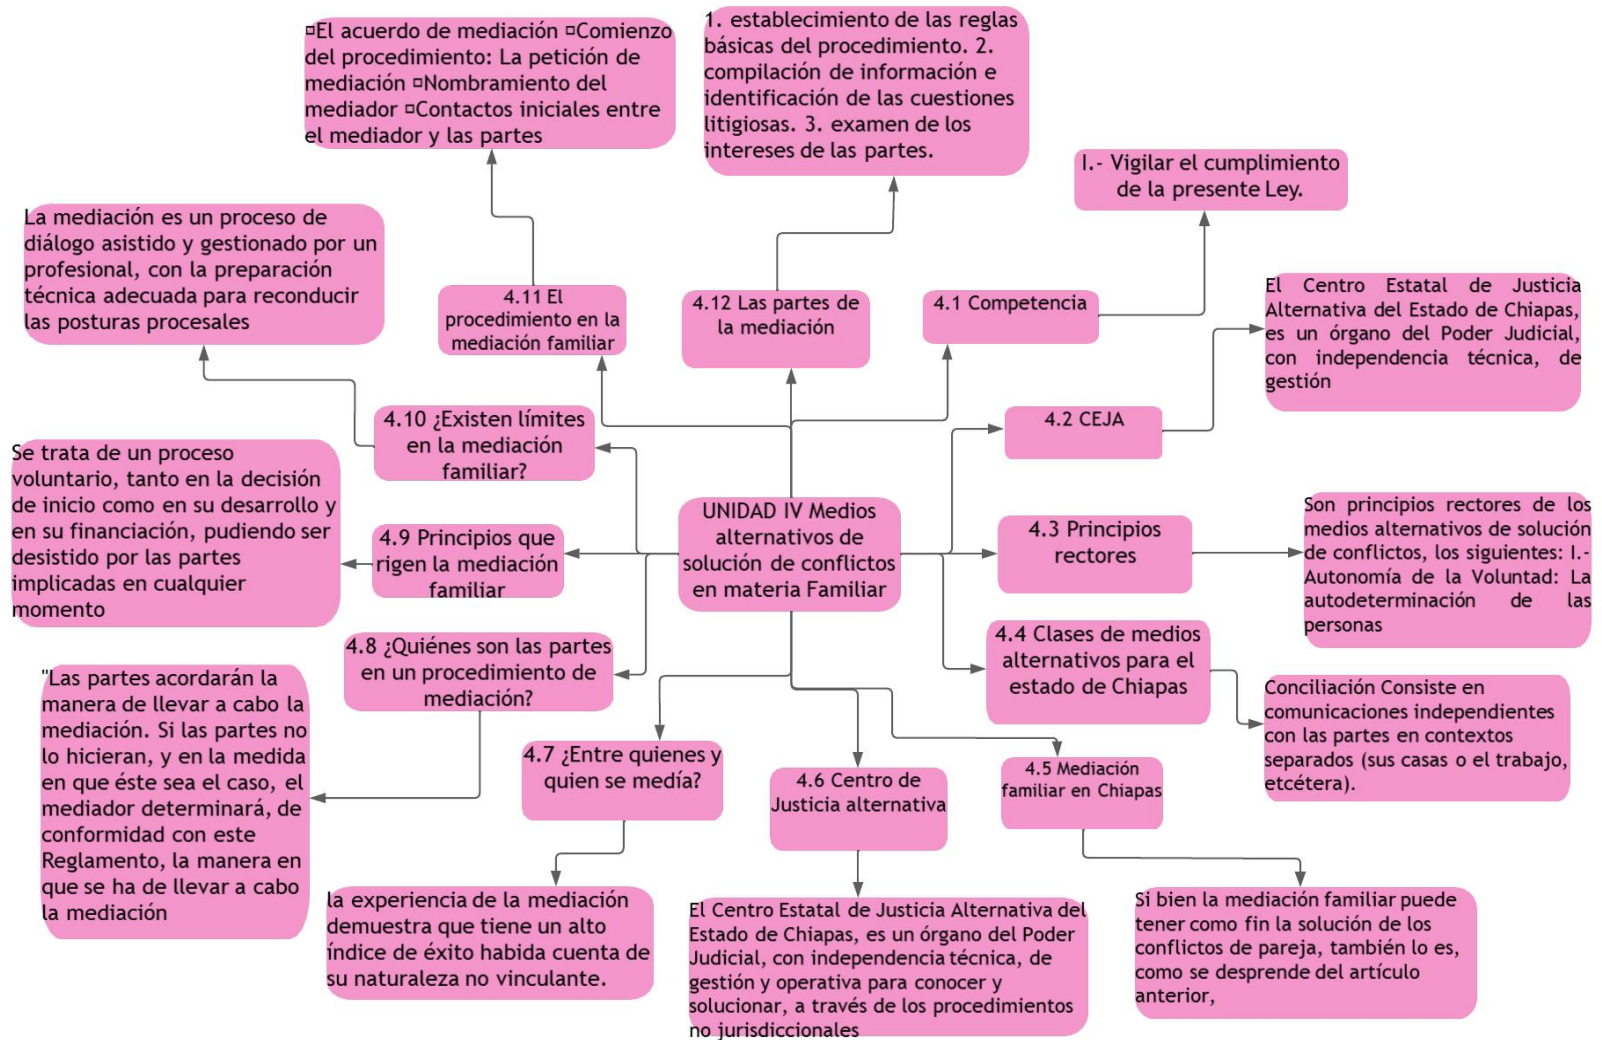 ▫El acuerdo de mediación ▫Comienzo
del procedimiento: La petición de
mediación ▫Nombramiento del
mediador ▫Contactos iniciales entre
el mediador y las partes
1. establecimiento de las reglas
básicas del procedimiento. 2.
compilación de información e
identificación de las cuestiones
litigiosas. 3. examen de los
intereses de las partes.
I.- Vigilar el cumplimiento
de la presente Ley.
La mediación es un proceso de
diálogo asistido y gestionado por un
profesional, con la preparación
técnica adecuada para reconducir
las posturas procesales
4.11 El
procedimiento en la
mediación familiar
4.12 Las partes de
la mediación
4.1 Competencia
El Centro Estatal de Justicia
Alternativa del Estado de Chiapas,
es un órgano del Poder Judicial,
con independencia técnica, de
gestión
4.10 ¿Existen límites
en la mediación
familiar?
4.2 CEJA
Se trata de un proceso
voluntario, tanto en la decisión
de inicio como en su desarrollo y
en su financiación, pudiendo ser
desistido por las partes
implicadas en cualquier
momento
4.9 Principios que
rigen la mediación
familiar
UNIDAD IV Medios
alternativos de
solución de conflictos
en materia Familiar
4.3 Principios
rectores
Son principios rectores de los
medios alternativos de solución
de conflictos, los siguientes: I.-
Autonomía de la Voluntad: La
autodeterminación de las
personas
4.8 ¿Quiénes son las partes
en un procedimiento de
mediación?
4.4 Clases de medios
alternativos para el
estado de Chiapas
"Las partes acordarán la
manera de llevar a cabo la
mediación. Si las partes no
lo hicieran, y en la medida
en que éste sea el caso, el
mediador determinará, de
conformidad con este
Reglamento, la manera en
que se ha de llevar a cabo
la mediación
Conciliación Consiste en
comunicaciones independientes
con las partes en contextos
separados (sus casas o el trabajo,
etcétera).
4.7 ¿Entre quienes y
quien se medía?
4.6 Centro de
Justicia alternativa
4.5 Mediación
familiar en Chiapas
la experiencia de la mediación
demuestra que tiene un alto
índice de éxito habida cuenta de
su naturaleza no vinculante.
El Centro Estatal de Justicia Alternativa del
Estado de Chiapas, es un órgano del Poder
Judicial, con independencia técnica, de
gestión y operativa para conocer y
solucionar, a través de los procedimientos
no jurisdiccionales
Si bien la mediación familiar puede
tener como fin la solución de los
conflictos de pareja, también lo es,
como se desprende del artículo
anterior,